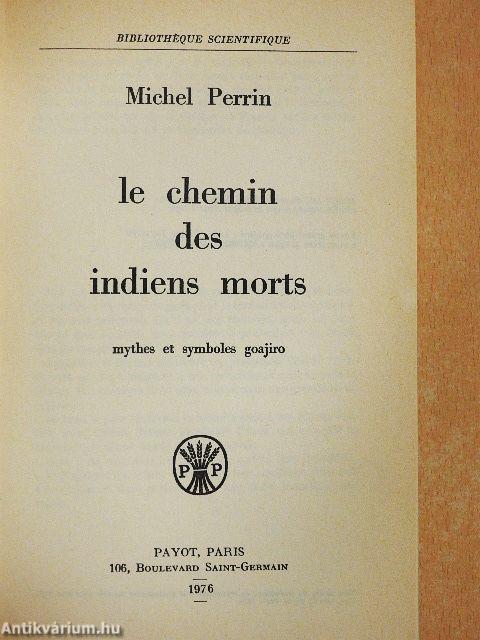 BIBLIOTHÈQUE SCIENTIFIQUE
Michel Perrin
le chemin
des
indiens morts
mythes et symboles goajiro
P P
PAYOT, PARIS
106, BOULEVARD SAINT-GERMAIN
1976
Antikvárium.hu